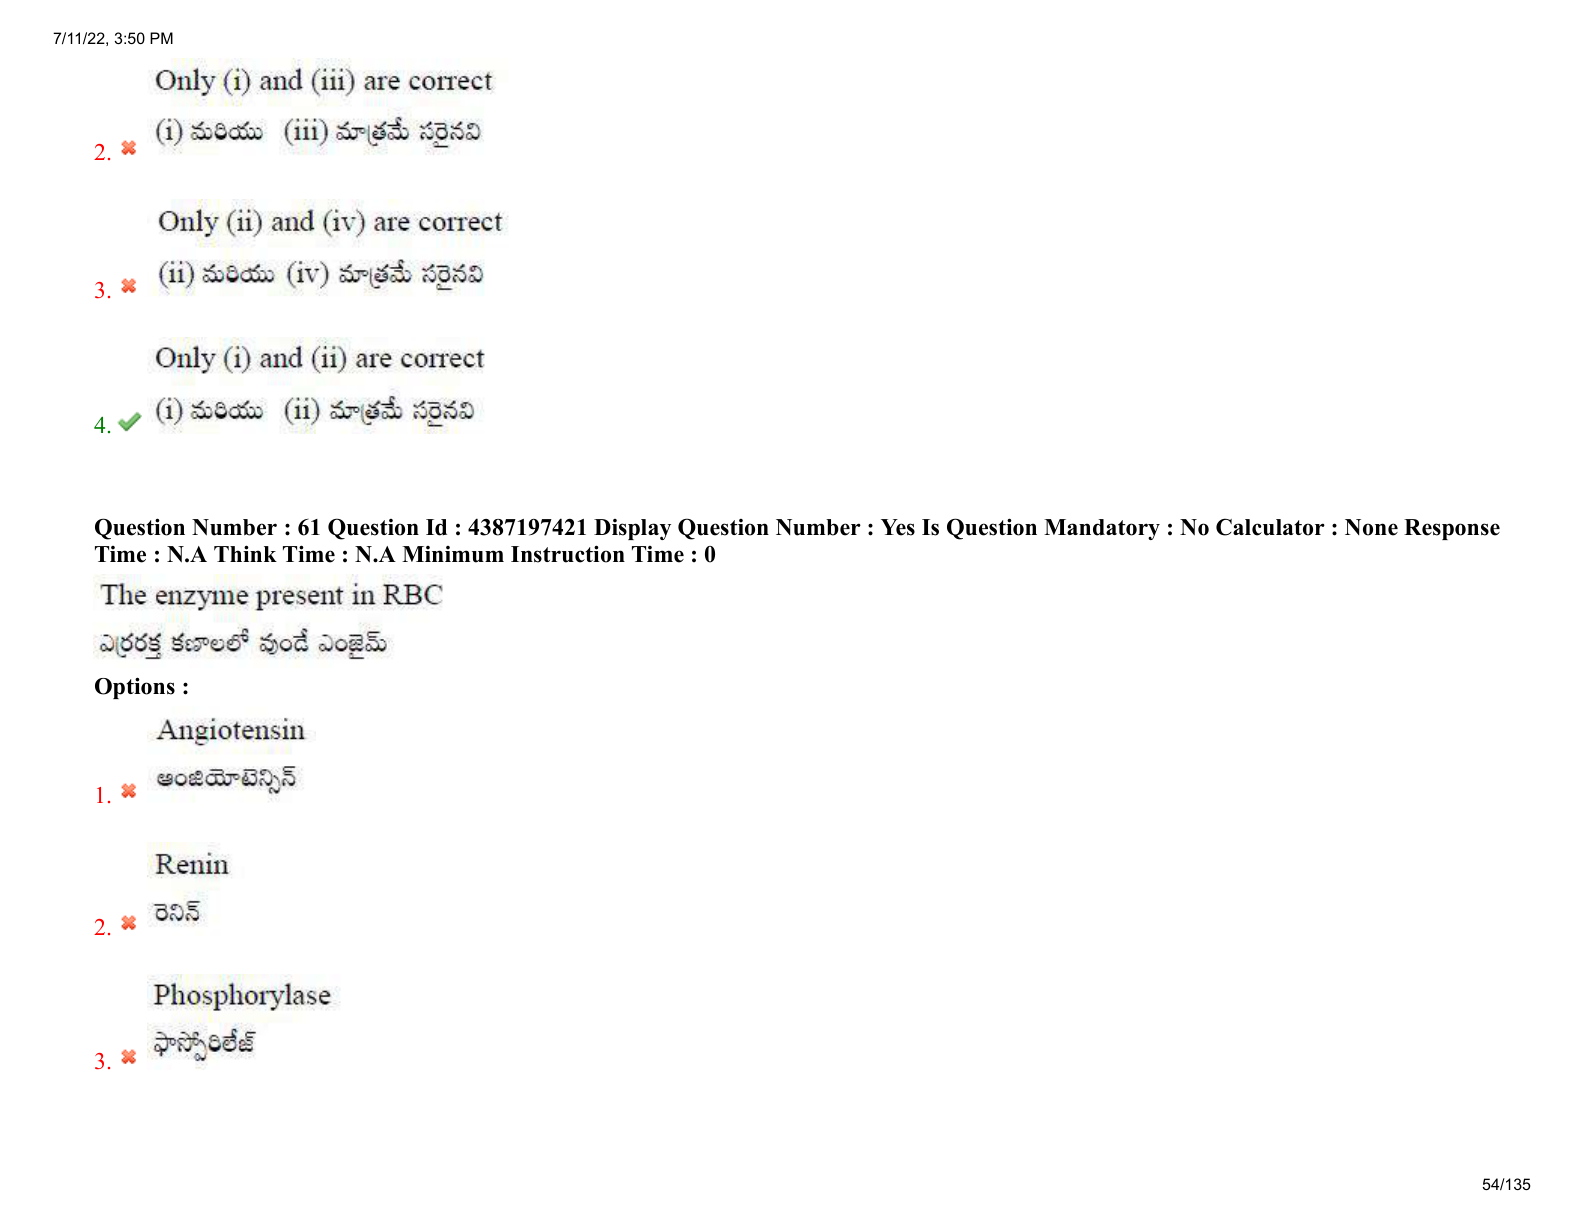 7/11/22, 3:50 PM
Only (i) and (iii) are correct
(i) మరియు (iii) మాత్రమే సరైనవి
2.
Only (ii) and (iv) are correct
(ii) మరియు (iv) మాత్రమే సరైనవి
3.
Only (i) and (ii) are correct
(i) మరియు (ii) మాత్రమే సరైనవి
4.
Question Number : 61 Question Id : 4387197421 Display Question Number : Yes Is Question Mandatory : No Calculator : None Response
Time : N.A Think Time : N.A Minimum Instruction Time : 0
The enzyme present in RBC
ఎర్రరక్త కణాలలో వుండే ఎంజైమ్
Options :
Angiotensin
ఆంజియోటెన్సిన్
1.
Renin
రెనిన్
2.
Phosphorylase
ఫాస్ఫోరిలేజ్
3.
54/135